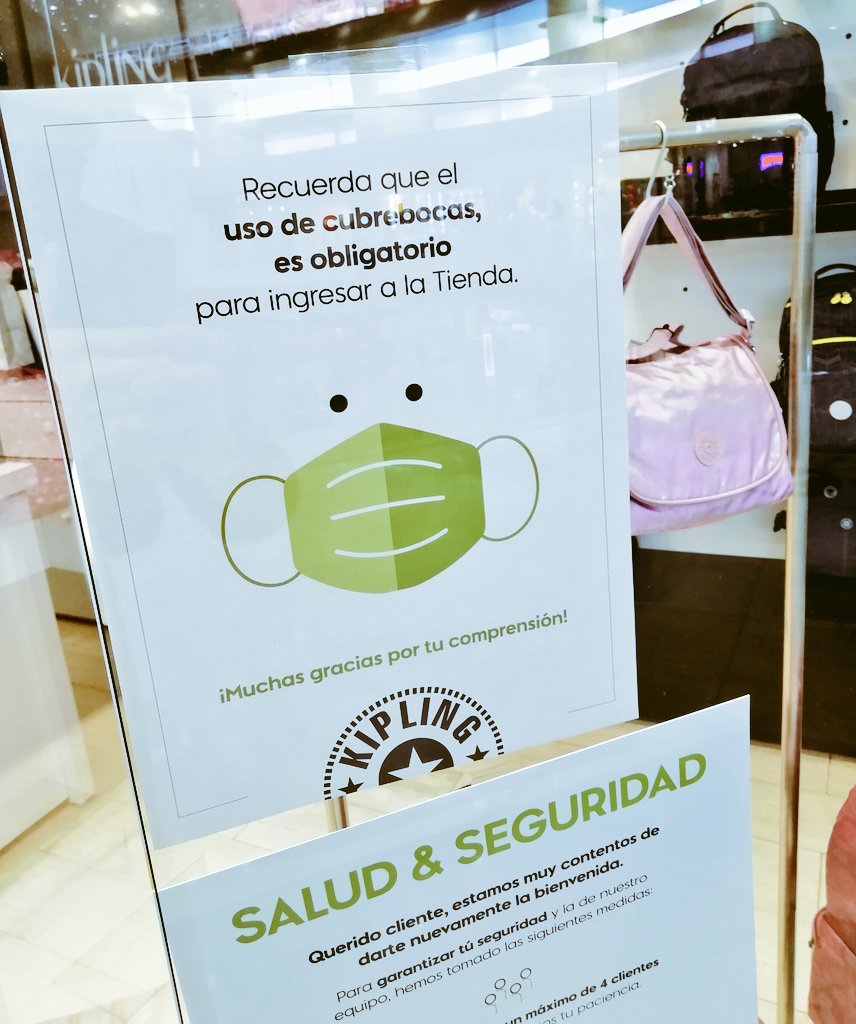 kipling
Recuerda que el
uso de cubrebocas,
es obligatorio
para ingresar a la Tienda.
¡Muchas gracias por tu comprensión!
KIPLING
SALUD & SEGURIDAD
Querido cliente, estamos muy contentos de
darte nuevamente la bienvenida.
Para garantizar tú seguridad y la de nuestro
equipo, hemos tomado las siguientes medidas:
un máximo de 4 clientes
tu paciencia.